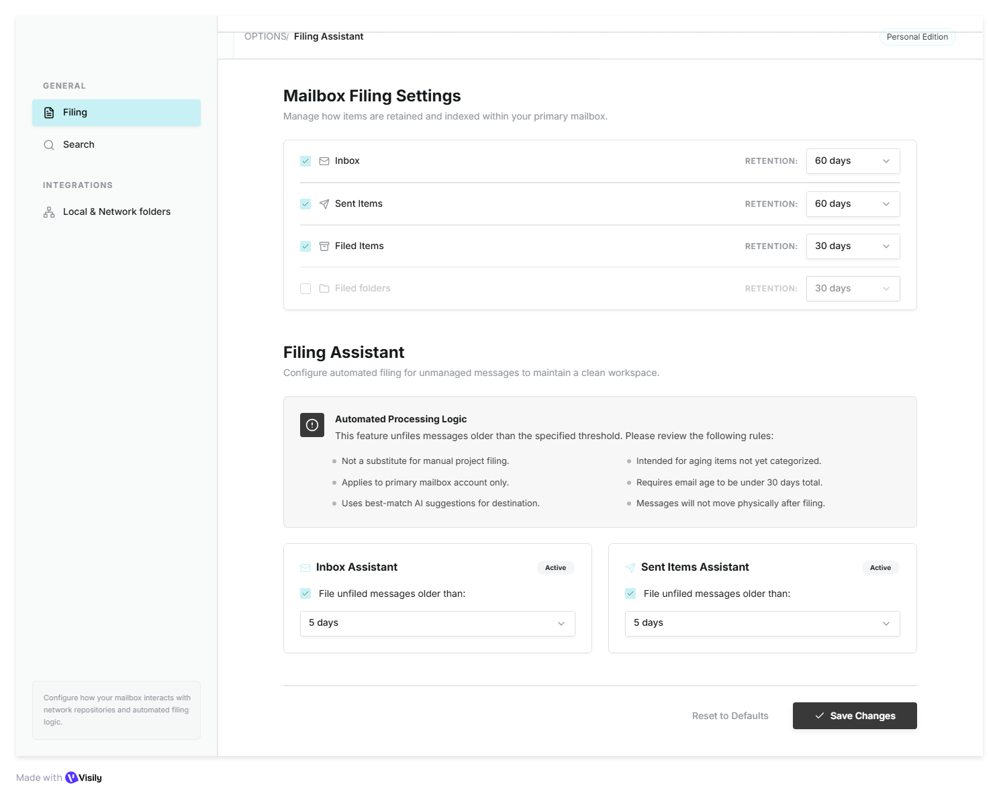 OPTIONS/ Filing Assistant
Personal Edition
GENERAL
Filing
Search
INTEGRATIONS
Local & Network folders
Configure how your mailbox interacts with
network repositories and automated filing
logic.
Mailbox Filing Settings
Manage how items are retained and indexed within your primary mailbox.
Inbox
RETENTION:
60 days
Sent Items
RETENTION:
60 days
Filed Items
RETENTION:
30 days
Filed folders
RETENTION:
30 days
Filing Assistant
Configure automated filing for unmanaged messages to maintain a clean workspace.
Automated Processing Logic
This feature unfiles messages older than the specified threshold. Please review the following rules:
Not a substitute for manual project filing.
Intended for aging items not yet categorized.
Applies to primary mailbox account only.
Requires email age to be under 30 days total.
Uses best-match AI suggestions for destination.
Messages will not move physically after filing.
Inbox Assistant
Active
File unfiled messages older than:
5 days
Sent Items Assistant
Active
File unfiled messages older than:
5 days
Reset to Defaults
Save Changes
Made with Visily